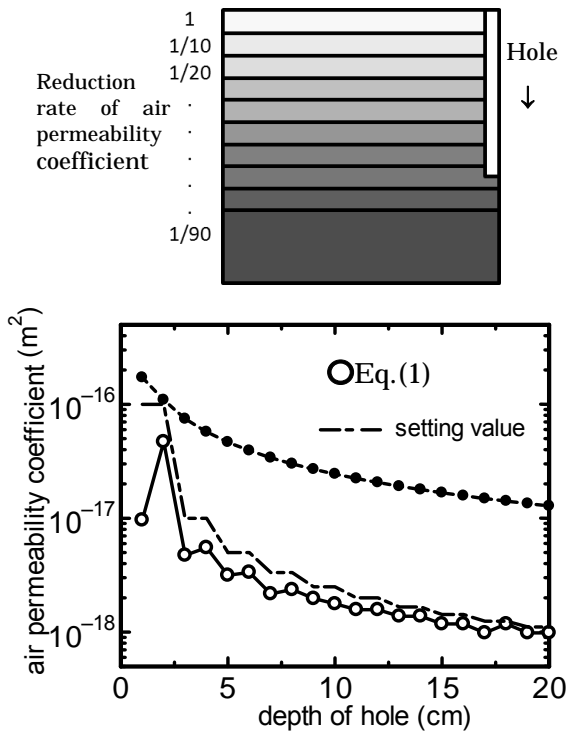 1
1/10
1/20
.
.
.
.
.
.
1/90
Reduction
rate of air
permeability
coefficient
Hole
↓
air permeability coefficient (m²)
10⁻¹⁶
10⁻¹⁷
10⁻¹⁸
Eq.(1)
setting value
0 5 10 15 20
depth of hole (cm)